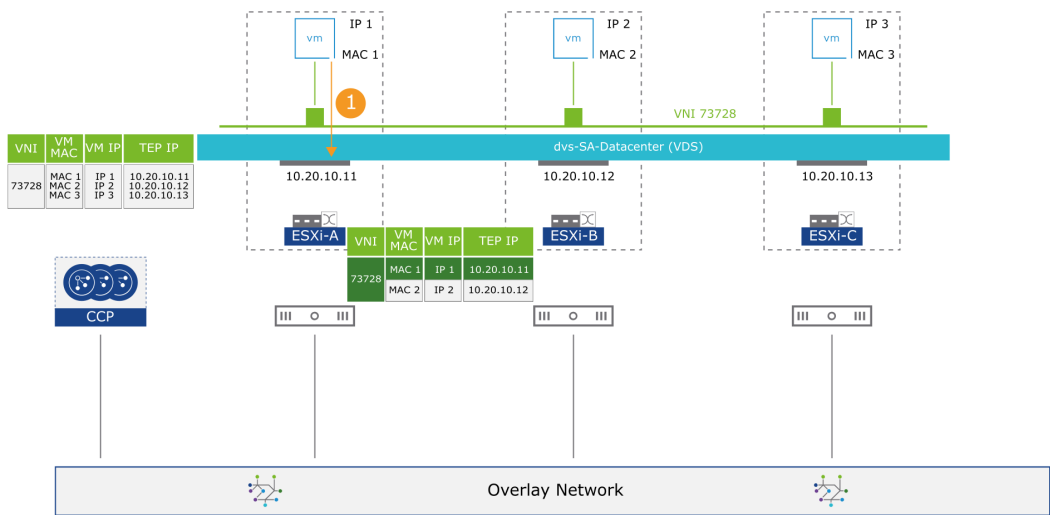 IP 1
IP 2
IP 3
vm
vm
vm
MAC 1
MAC 2
MAC 3
1
VNI 73728
dvs-SA-Datacenter (VDS)
VNI VM MAC VM IP TEP IP
73728 MAC 1 IP 1 10.20.10.11
MAC 2 IP 2 10.20.10.12
MAC 3 IP 3 10.20.10.13
10.20.10.11
10.20.10.12
10.20.10.13
ESXi-A
ESXi-B
ESXi-C
VNI VM MAC VM IP TEP IP
73728 MAC 1 IP 1 10.20.10.11
MAC 2 IP 2 10.20.10.12
CCP
Overlay Network